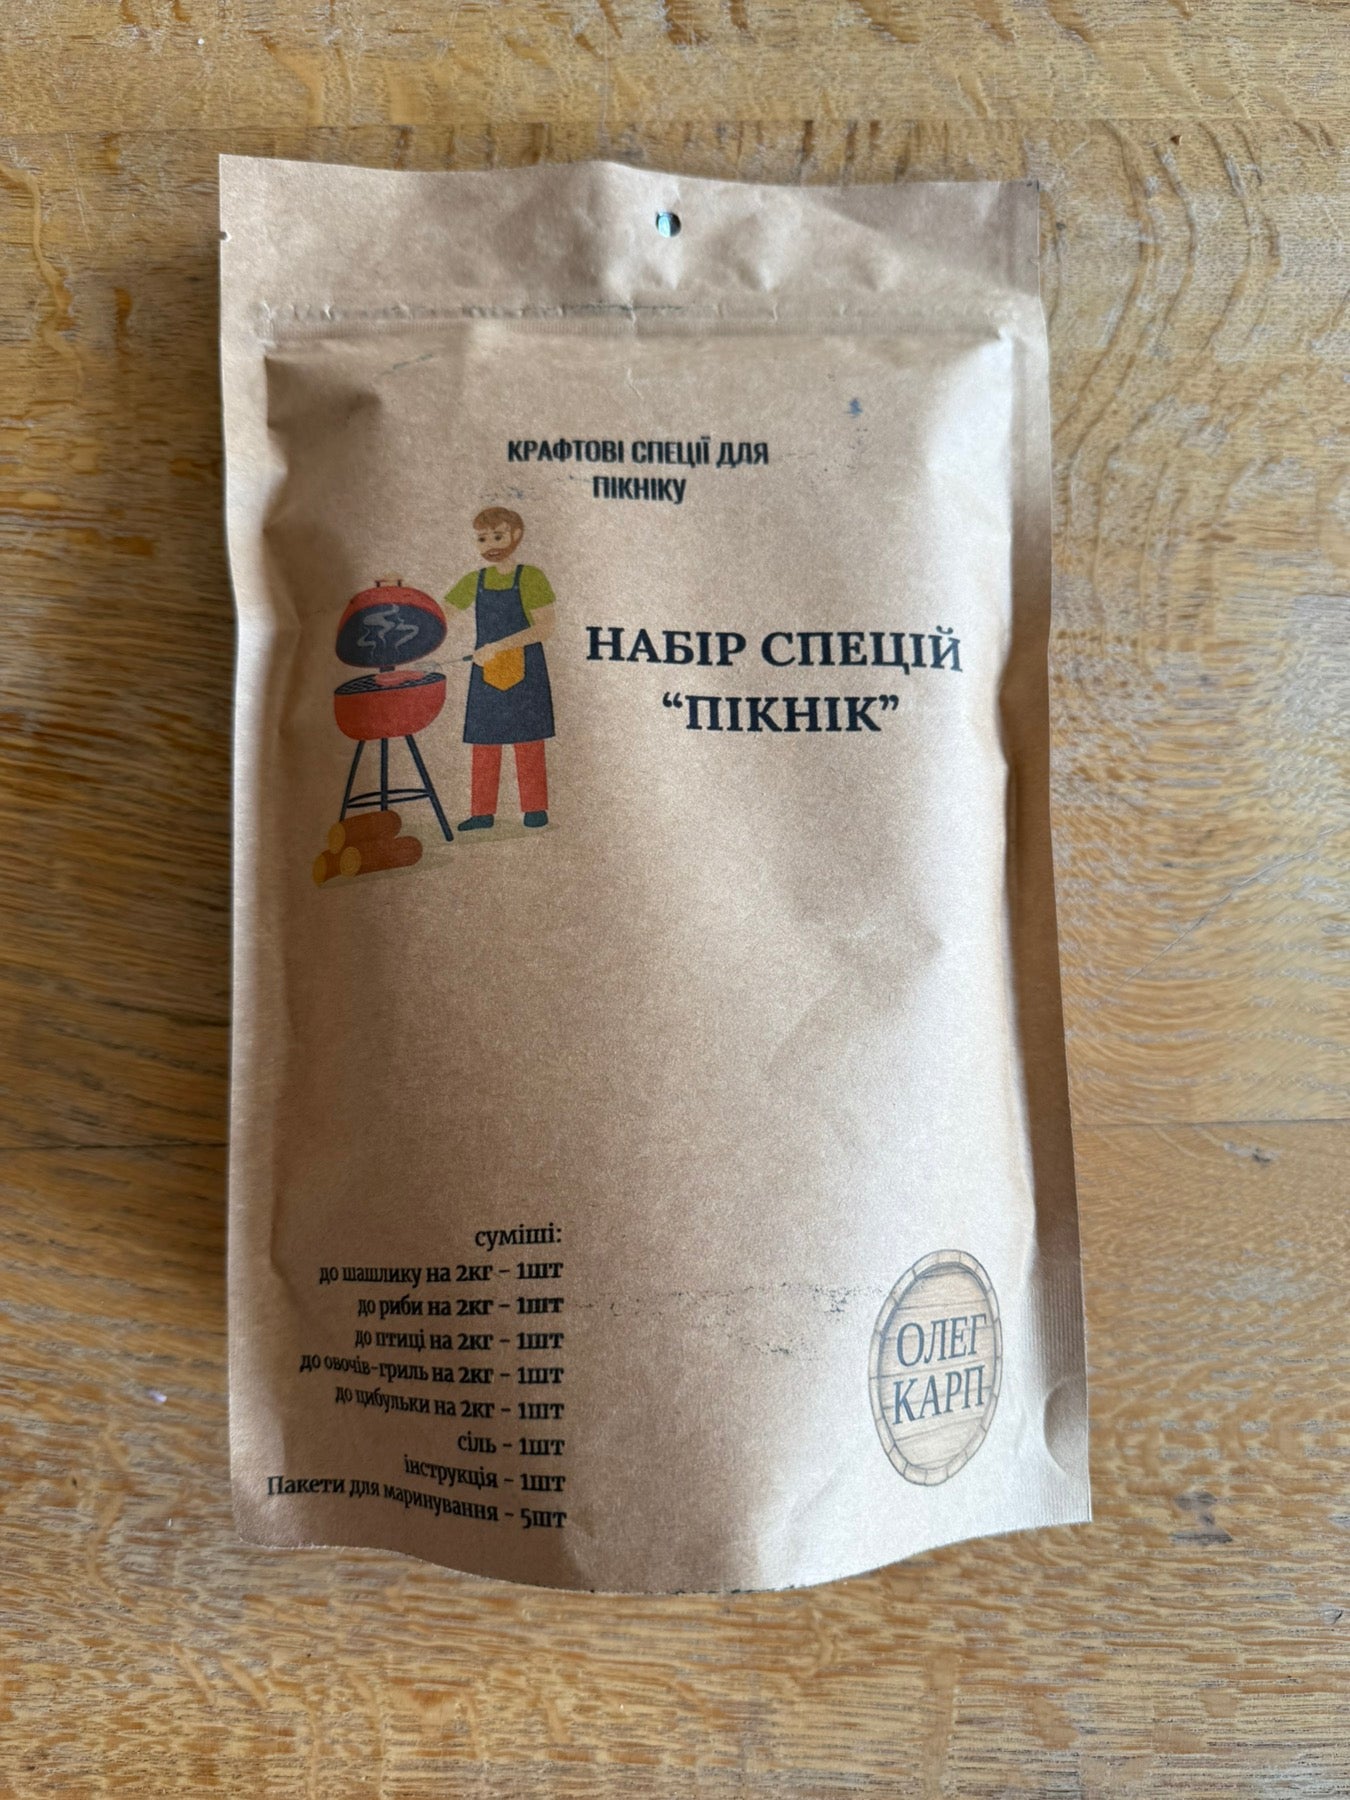 КРАФТОВІ СПЕЦІЇ ДЛЯ
ПІКНІКУ
НАБІР СПЕЦІЙ
“ПІКНІК”
суміші:
до шашлику на 2кг – 1шт
до риби на 2кг – 1шт
до птиці на 2кг – 1шт
до овочів-гриль на 2кг – 1шт
до цибульки на 2кг – 1шт
сіль – 1шт
інструкція – 1шт
Пакети для маринування – 5шт
ОЛЕГ
КАРП